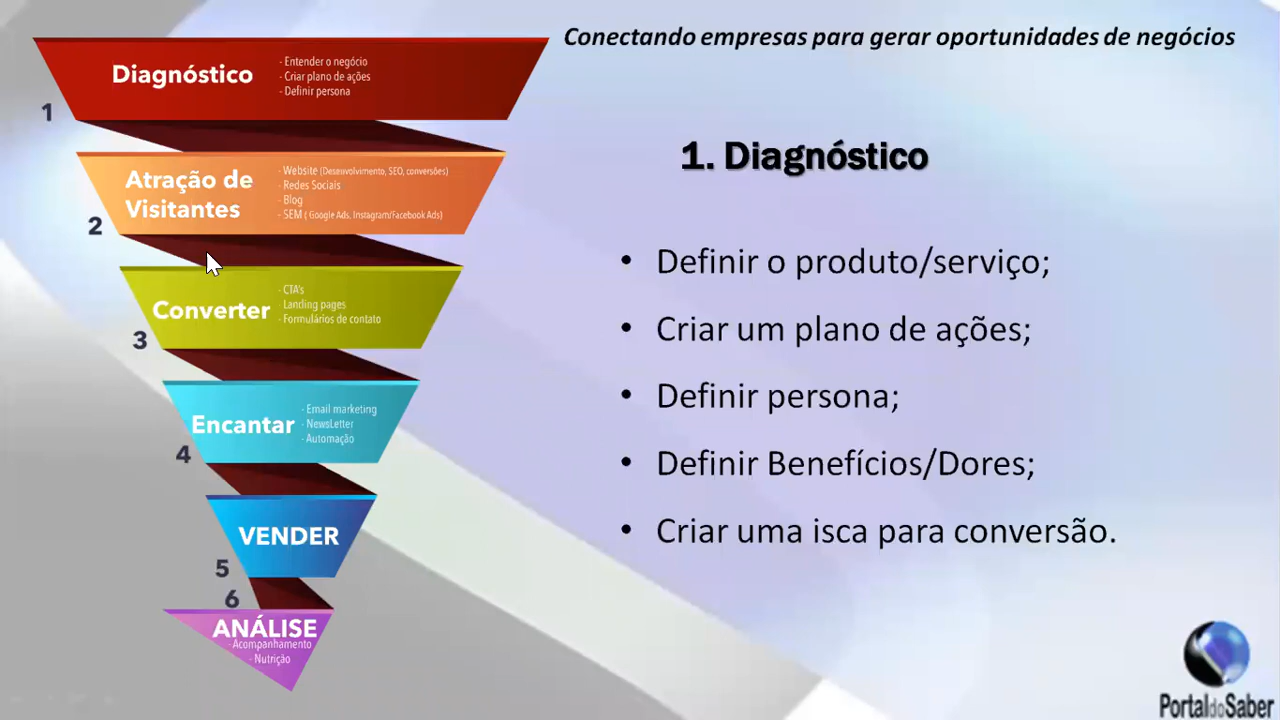 Conectando empresas para gerar oportunidades de negócios
Diagnóstico
- Entender o negócio
- Criar plano de ações
- Definir persona
1
Atração de
Visitantes
- Website (Desenvolvimento, SEO, conversões)
- Redes Sociais
- Blog
- SEM ( Google Ads, Instagram/Facebook Ads)
2
Converter
- CTA's
- Landing pages
- Formulários de contato
3
Encantar
- Email marketing
- NewsLetter
- Automação
4
VENDER
5
6
ANÁLISE
- Acompanhamento
- Nutrição
1. Diagnóstico
• Definir o produto/serviço;
• Criar um plano de ações;
• Definir persona;
• Definir Benefícios/Dores;
• Criar uma isca para conversão.
PortaldoSaber